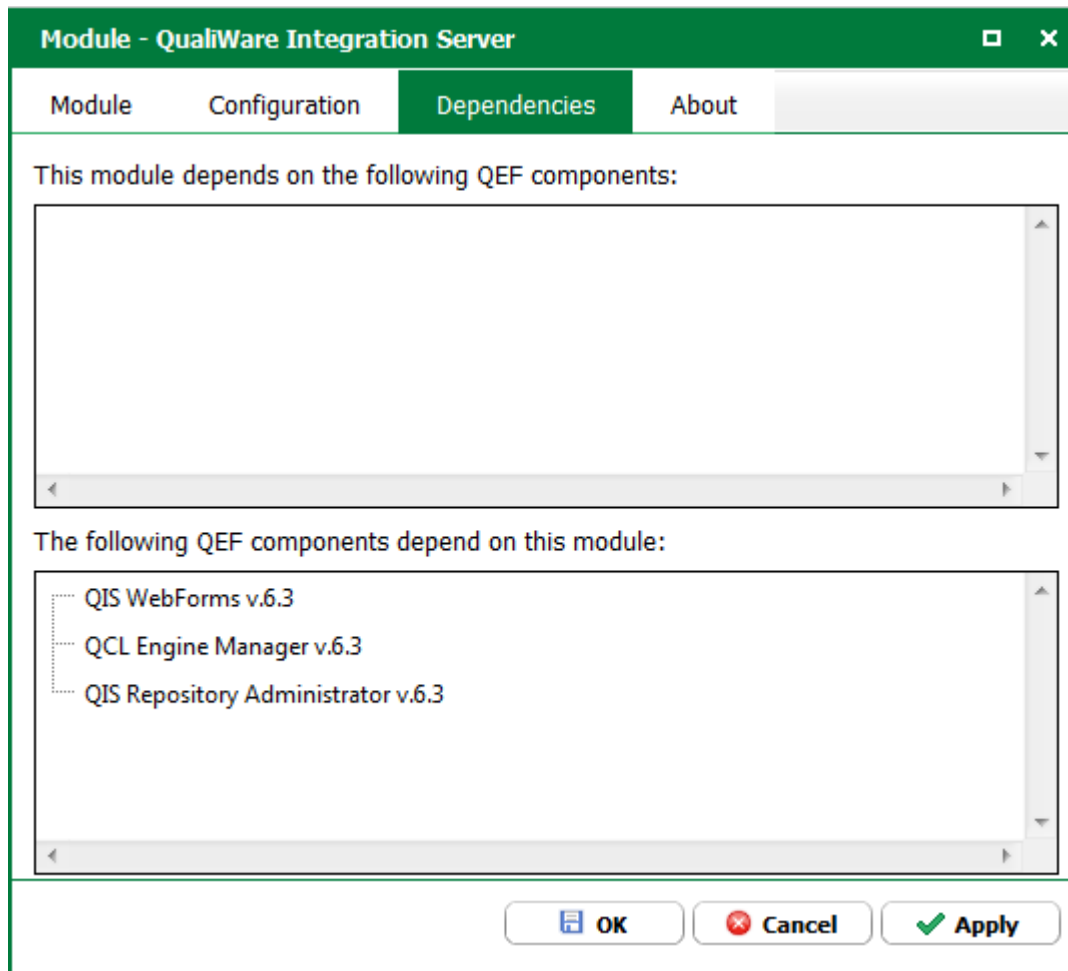 Module - QualiWare Integration Server
Module Configuration Dependencies About
This module depends on the following QEF components:
The following QEF components depend on this module:
QIS WebForms v.6.3
QCL Engine Manager v.6.3
QIS Repository Administrator v.6.3
OK Cancel Apply